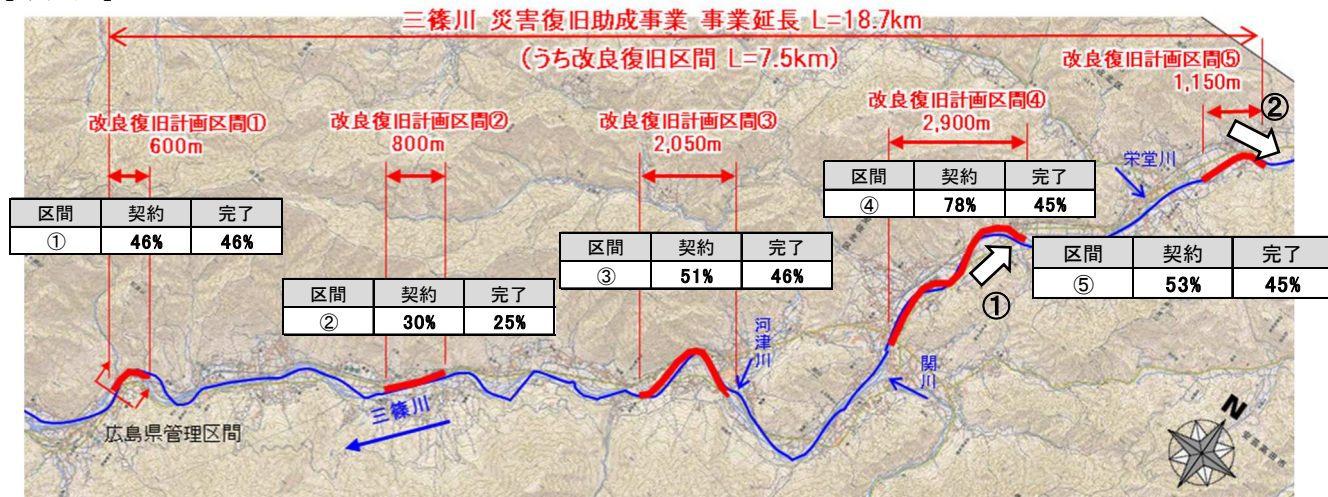 三篠川 災害復旧助成事業 事業延長 L=18.7km
(うち改良復旧区間 L=7.5km)
改良復旧計画区間①
600m
改良復旧計画区間②
800m
改良復旧計画区間③
2,050m
改良復旧計画区間④
2,900m
改良復旧計画区間⑤
1,150m
②
栄堂川
区間 契約 完了
① 46% 46%
区間 契約 完了
② 30% 25%
区間 契約 完了
③ 51% 46%
区間 契約 完了
④ 78% 45%
区間 契約 完了
⑤ 53% 45%
①
河津川
関川
三篠川
広島県管理区間
N